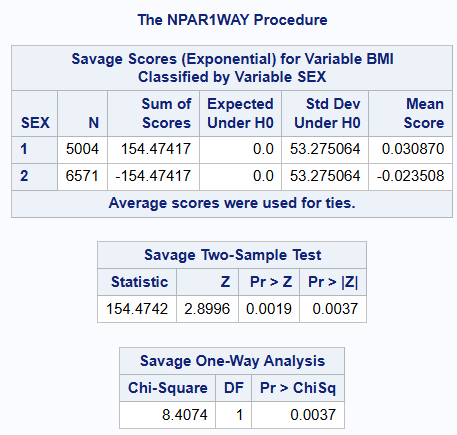 The NPAR1WAY Procedure
Savage Scores (Exponential) for Variable BMI
Classified by Variable SEX
SEX N Sum of Scores Expected Under H0 Std Dev Under H0 Mean Score
1 5004 154.47417 0.0 53.275064 0.030870
2 6571 -154.47417 0.0 53.275064 -0.023508
Average scores were used for ties.
Savage Two-Sample Test
Statistic Z Pr > Z Pr > |Z|
154.4742 2.8996 0.0019 0.0037
Savage One-Way Analysis
Chi-Square DF Pr > ChiSq
8.4074 1 0.0037